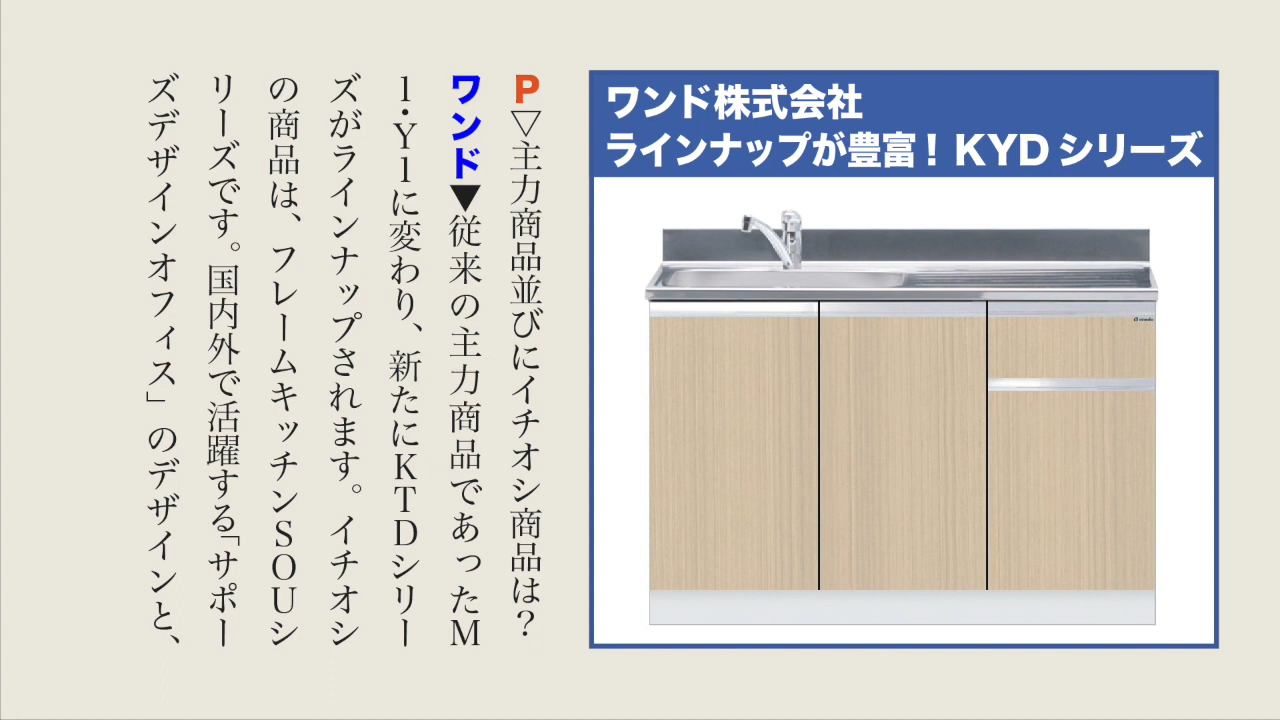 ワンド株式会社
ラインナップが豊富！KYDシリーズ
P▽主力商品並びにイチオシ商品は？
ワンド▼従来の主力商品であったM
1・Y1に変わり、新たにKTDシリー
ズがラインナップされます。イチオシ
の商品は、フレームキッチンSOUシ
リーズです。国内外で活躍する「サポー
ズデザインオフィス」のデザインと、